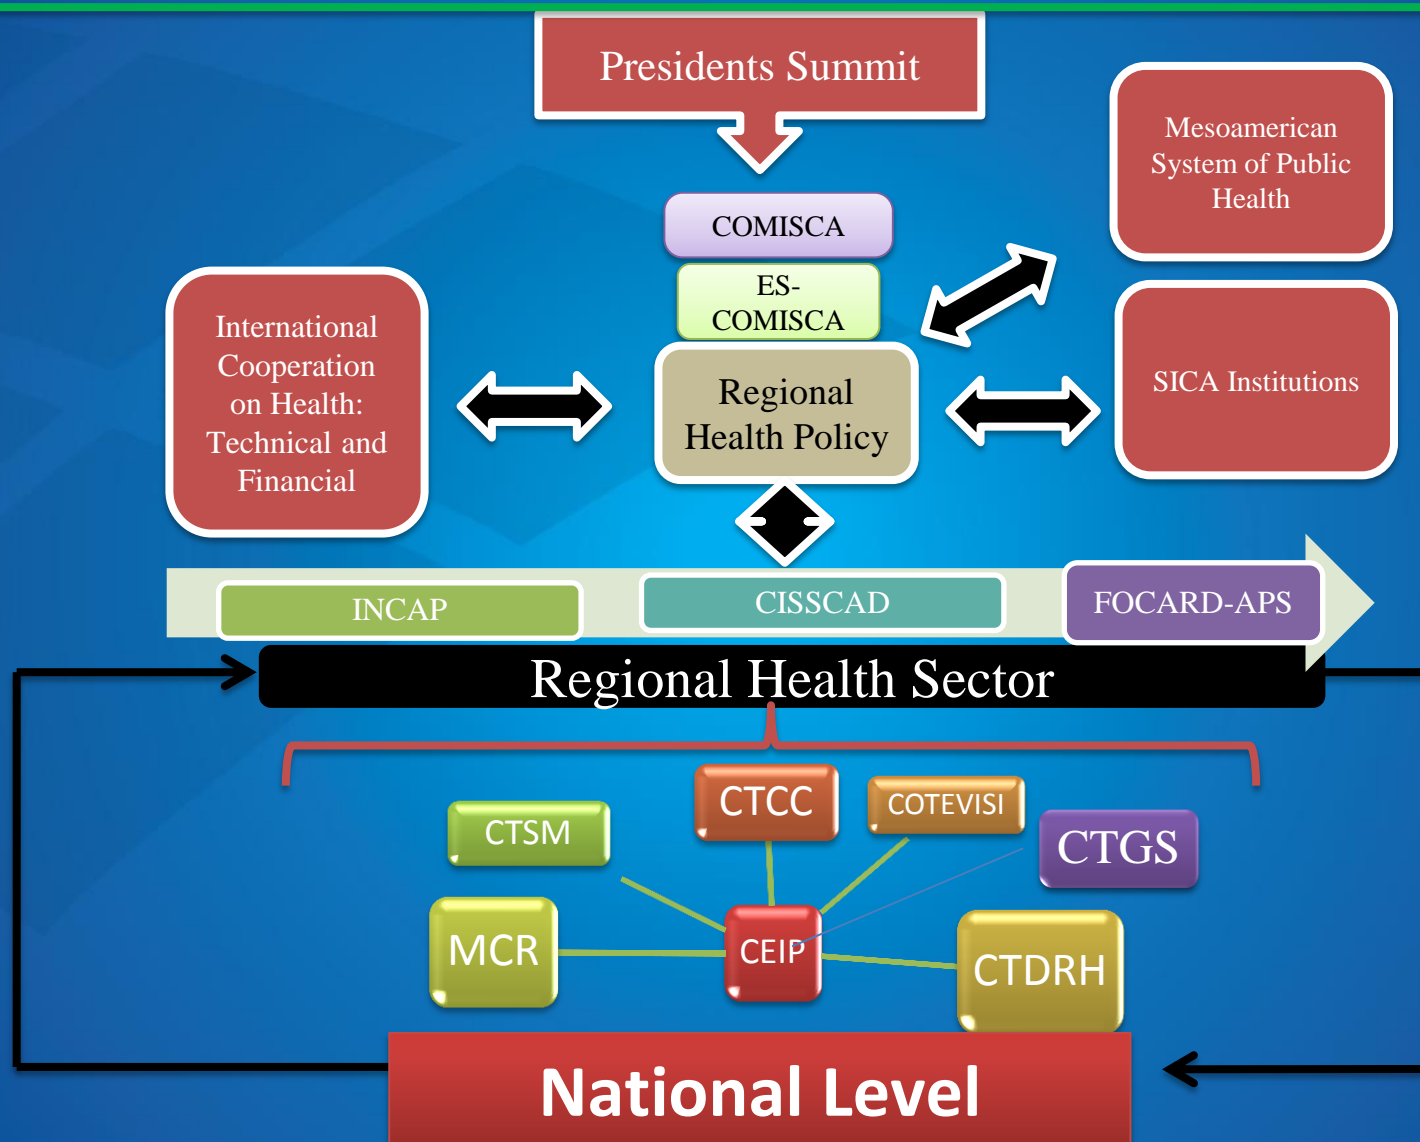 Presidents Summit
Mesoamerican
System of Public
Health
COMISCA
ES-
COMISCA
International
Cooperation
on Health:
Technical and
Financial
Regional
Health Policy
SICA Institutions
INCAP
CISSCAD
FOCARD-APS
Regional Health Sector
CTSM
CTCC
COTEVISI
CTGS
MCR
CEIP
CTDRH
National Level